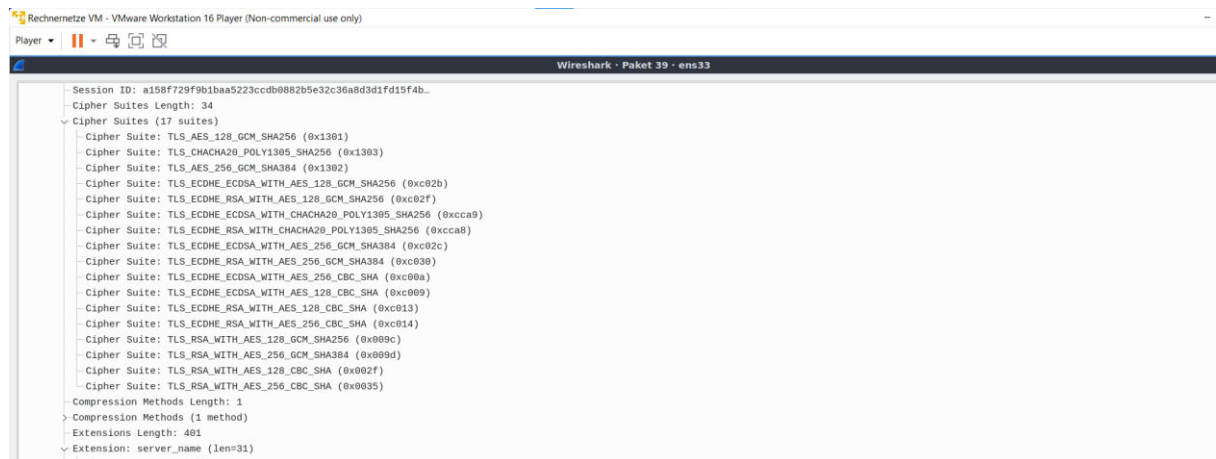 Rechnernetze VM - VMware Workstation 16 Player (Non-commercial use only)
Player
Wireshark · Paket 39 · ens33
Session ID: a158f729f9b1baa5223ccdb0882b5e32c36a8d3d1fd15f4b…
Cipher Suites Length: 34
Cipher Suites (17 suites)
Cipher Suite: TLS_AES_128_GCM_SHA256 (0x1301)
Cipher Suite: TLS_CHACHA20_POLY1305_SHA256 (0x1303)
Cipher Suite: TLS_AES_256_GCM_SHA384 (0x1302)
Cipher Suite: TLS_ECDHE_ECDSA_WITH_AES_128_GCM_SHA256 (0xc02b)
Cipher Suite: TLS_ECDHE_RSA_WITH_AES_128_GCM_SHA256 (0xc02f)
Cipher Suite: TLS_ECDHE_ECDSA_WITH_CHACHA20_POLY1305_SHA256 (0xcca9)
Cipher Suite: TLS_ECDHE_RSA_WITH_CHACHA20_POLY1305_SHA256 (0xcca8)
Cipher Suite: TLS_ECDHE_ECDSA_WITH_AES_256_GCM_SHA384 (0xc02c)
Cipher Suite: TLS_ECDHE_RSA_WITH_AES_256_GCM_SHA384 (0xc030)
Cipher Suite: TLS_ECDHE_ECDSA_WITH_AES_256_CBC_SHA (0xc00a)
Cipher Suite: TLS_ECDHE_ECDSA_WITH_AES_128_CBC_SHA (0xc009)
Cipher Suite: TLS_ECDHE_RSA_WITH_AES_128_CBC_SHA (0xc013)
Cipher Suite: TLS_ECDHE_RSA_WITH_AES_256_CBC_SHA (0xc014)
Cipher Suite: TLS_RSA_WITH_AES_128_GCM_SHA256 (0x009c)
Cipher Suite: TLS_RSA_WITH_AES_256_GCM_SHA384 (0x009d)
Cipher Suite: TLS_RSA_WITH_AES_128_CBC_SHA (0x002f)
Cipher Suite: TLS_RSA_WITH_AES_256_CBC_SHA (0x0035)
Compression Methods Length: 1
Compression Methods (1 method)
Extensions Length: 401
Extension: server_name (len=31)